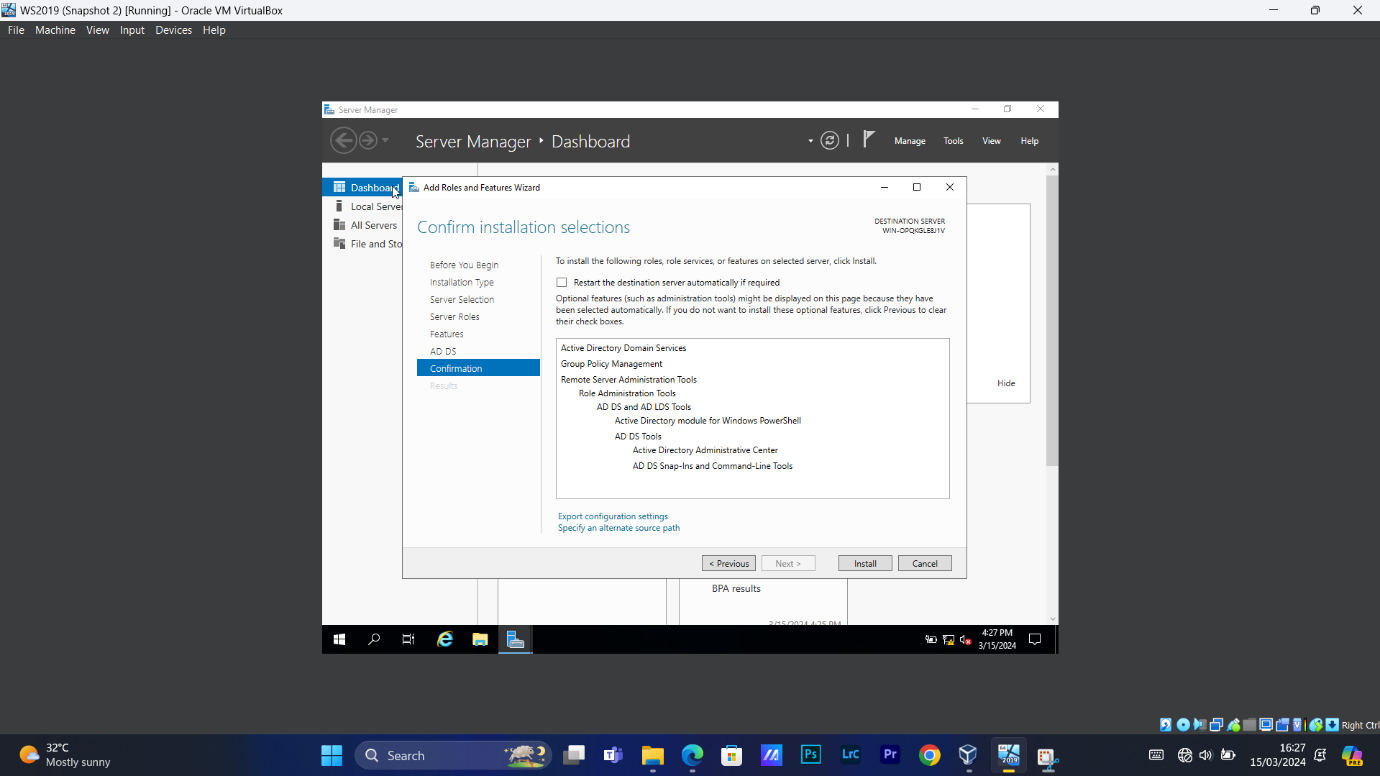 WS2019 (Snapshot 2) [Running] - Oracle VM VirtualBox
File Machine View Input Devices Help
Server Manager
Server Manager • Dashboard
Manage Tools View Help
Dashboard
Local Server
All Servers
File and Sto
Add Roles and Features Wizard
Confirm installation selections
DESTINATION SERVER
WIN-OPQKGLE8J1V
Before You Begin
Installation Type
Server Selection
Server Roles
Features
AD DS
Confirmation
Results
To install the following roles, role services, or features on selected server, click Install.
Restart the destination server automatically if required
Optional features (such as administration tools) might be displayed on this page because they have
been selected automatically. If you do not want to install these optional features, click Previous to clear
their check boxes.
Active Directory Domain Services
Group Policy Management
Remote Server Administration Tools
Role Administration Tools
AD DS and AD LDS Tools
Active Directory module for Windows PowerShell
AD DS Tools
Active Directory Administrative Center
AD DS Snap-Ins and Command-Line Tools
Export configuration settings
Specify an alternate source path
< Previous Next > Install Cancel
Hide
BPA results
3/15/2024 4:25 PM
4:27 PM
3/15/2024
Right Ctrl
32°C
Mostly sunny
Search
Ps
LrC
Pr
2019
16:27
15/03/2024
PRE